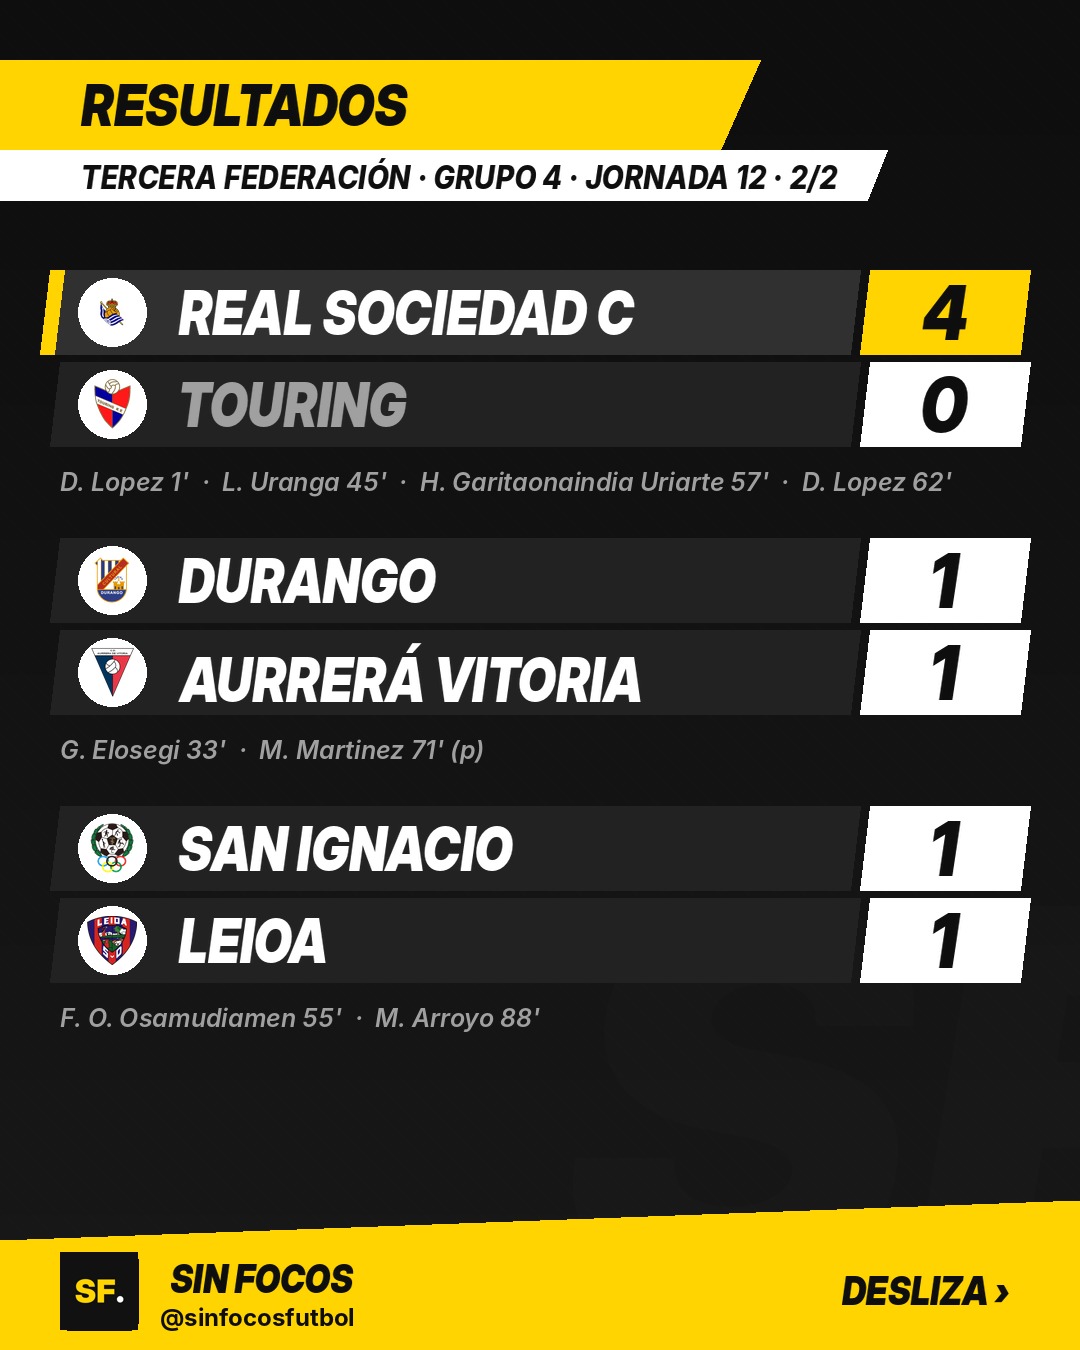 RESULTADOS
TERCERA FEDERACIÓN · GRUPO 4 · JORNADA 12 · 2/2
REAL SOCIEDAD C 4
TOURING 0
D. Lopez 1' · L. Uranga 45' · H. Garitaonaindia Uriarte 57' · D. Lopez 62'
DURANGO 1
AURRERÁ VITORIA 1
G. Elosegi 33' · M. Martinez 71' (p)
SAN IGNACIO 1
LEIOA 1
F. O. Osamudiamen 55' · M. Arroyo 88'
SF.
SIN FOCOS
@sinfocosfutbol
DESLIZA ›